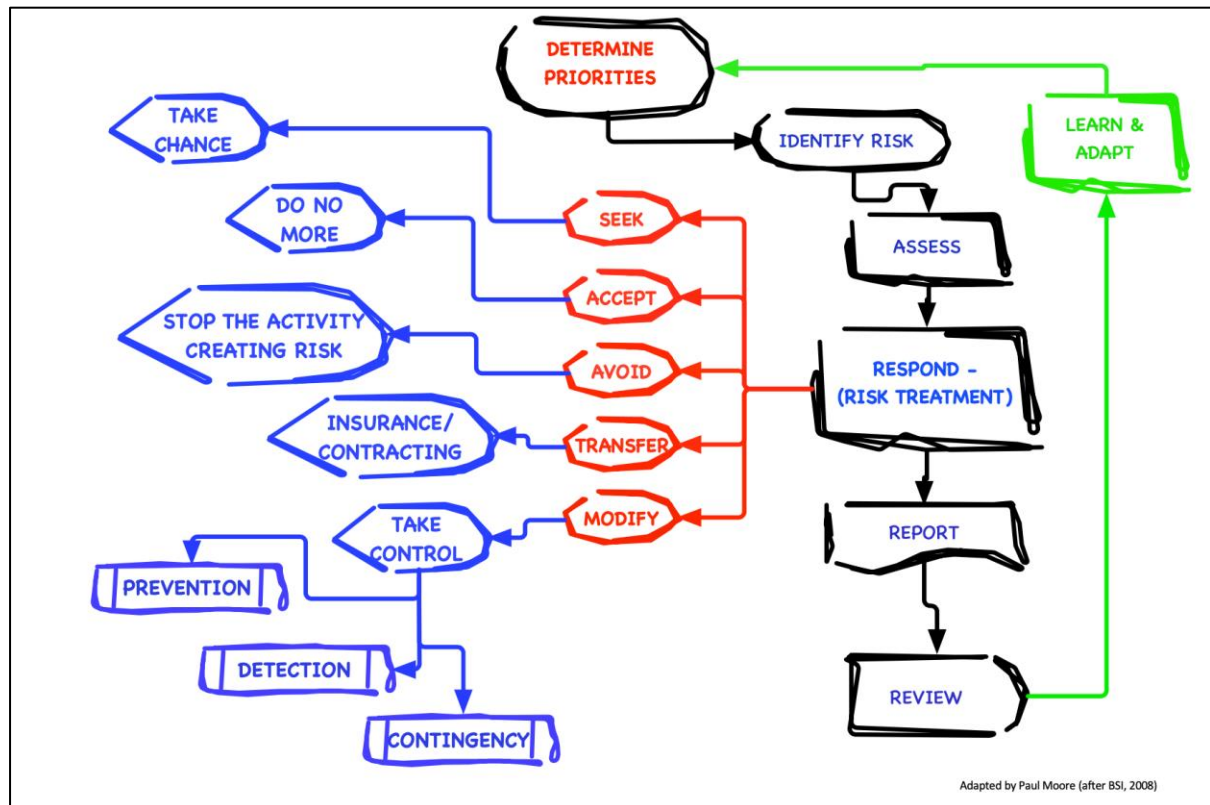 DETERMINE
PRIORITIES
IDENTIFY RISK
LEARN &
ADAPT
ASSESS
RESPOND -
(RISK TREATMENT)
REPORT
REVIEW
SEEK
ACCEPT
AVOID
TRANSFER
MODIFY
TAKE
CHANCE
DO NO
MORE
STOP THE ACTIVITY
CREATING RISK
INSURANCE/
CONTRACTING
TAKE
CONTROL
PREVENTION
DETECTION
CONTINGENCY
Adapted by Paul Moore (after BSI, 2008)